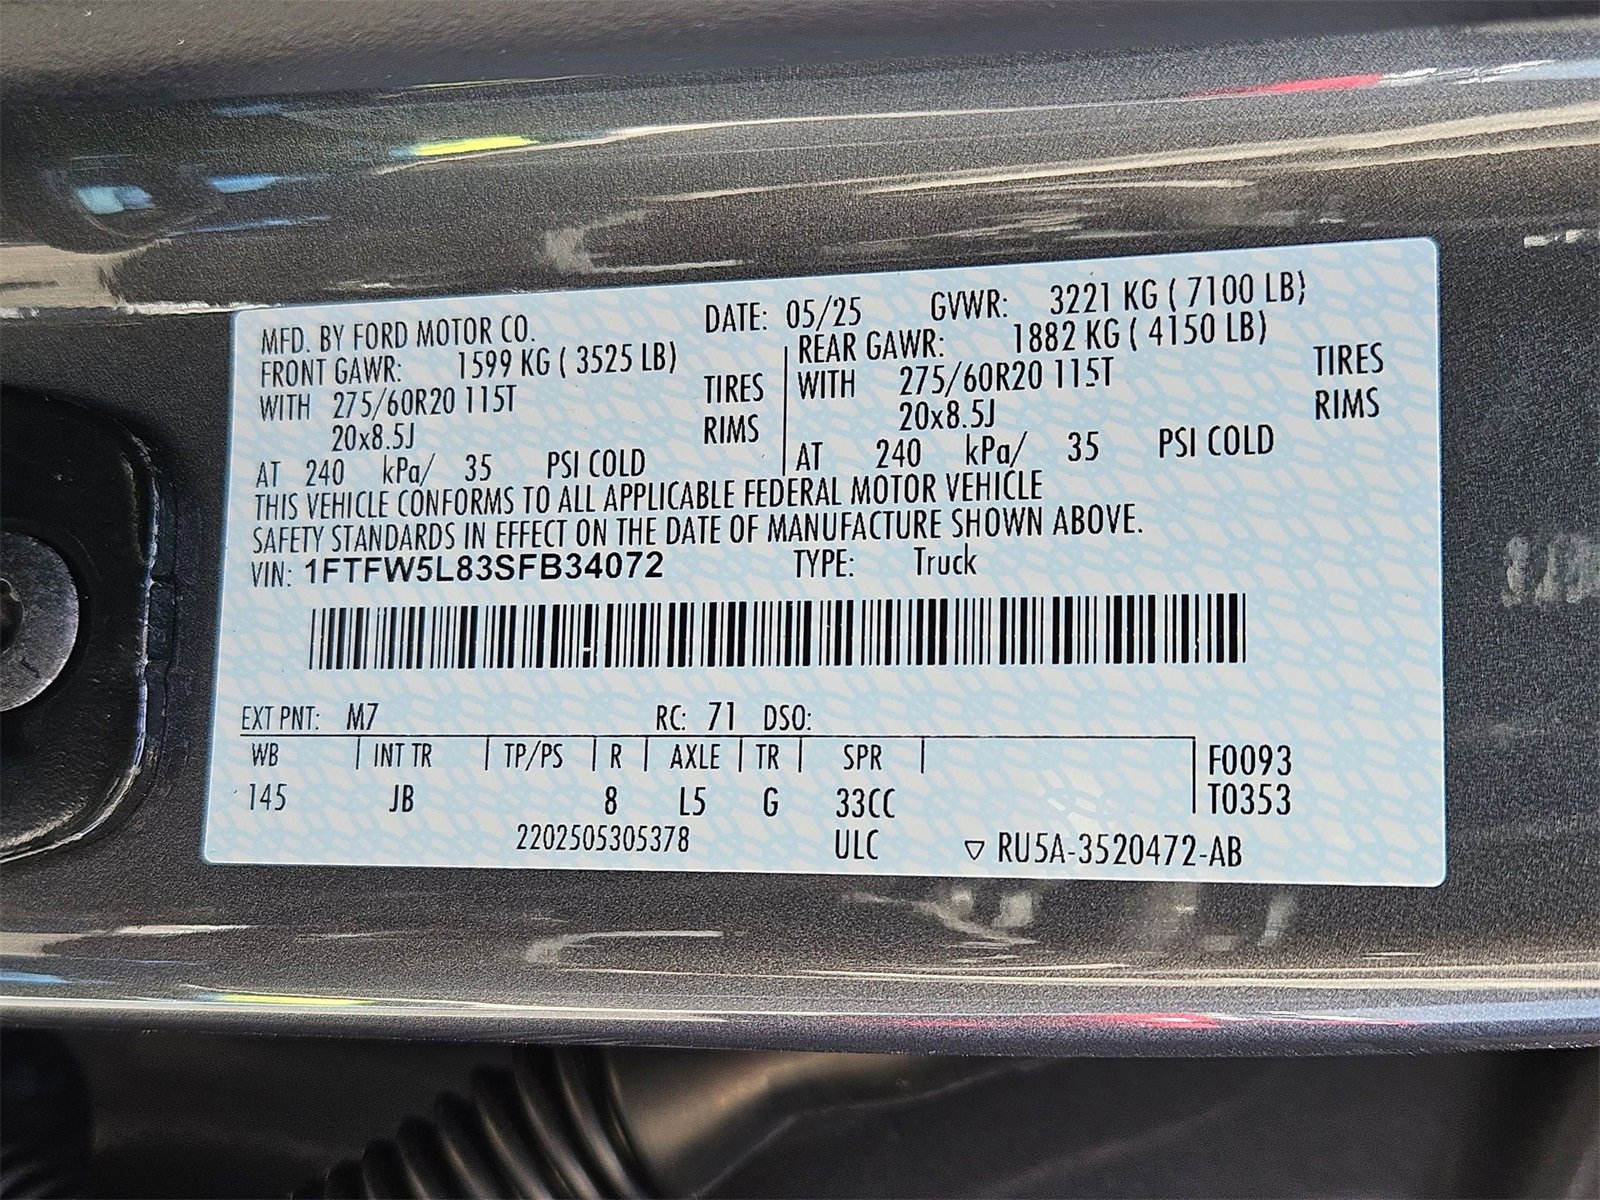 MFD. BY FORD MOTOR CO. DATE: 05/25 GVWR: 3221 KG ( 7100 LB)
FRONT GAWR: 1599 KG ( 3525 LB) REAR GAWR: 1882 KG ( 4150 LB)
WITH 275/60R20 115T TIRES WITH 275/60R20 115T TIRES
20x8.5J RIMS 20x8.5J RIMS
AT 240 kPa/ 35 PSI COLD AT 240 kPa/ 35 PSI COLD
THIS VEHICLE CONFORMS TO ALL APPLICABLE FEDERAL MOTOR VEHICLE
SAFETY STANDARDS IN EFFECT ON THE DATE OF MANUFACTURE SHOWN ABOVE.
VIN: 1FTFW5L83SFB34072 TYPE: Truck
EXT PNT: M7 RC: 71 DSO:
WB INT TR TP/PS R AXLE TR SPR F0093
145 JB 8 L5 G 33CC T0353
2202505305378 ULC ▽ RU5A-3520472-AB